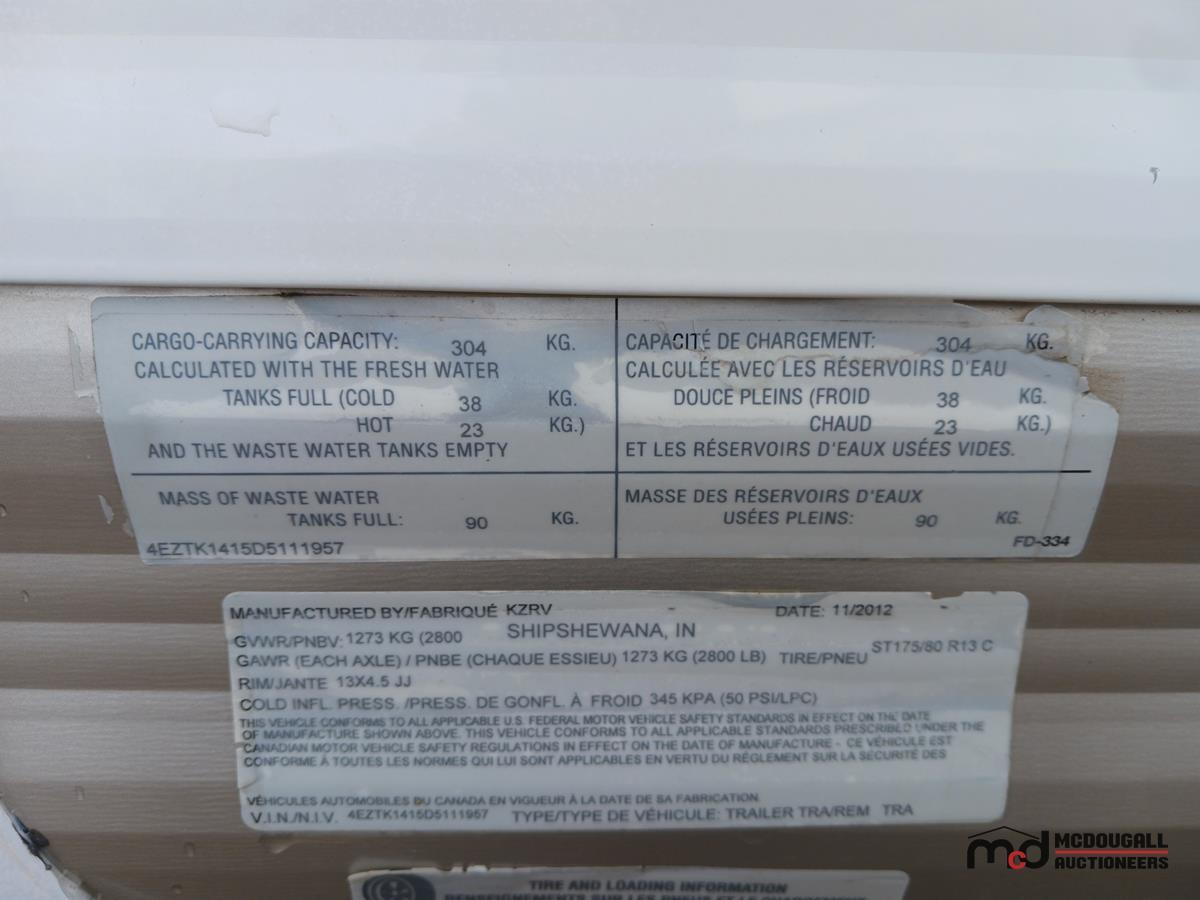 CARGO-CARRYING CAPACITY: 304 KG.
CALCULATED WITH THE FRESH WATER
TANKS FULL (COLD 38 KG.
HOT 23 KG.)
AND THE WASTE WATER TANKS EMPTY
MASS OF WASTE WATER
TANKS FULL: 90 KG.
4EZTK1415D5111957
CAPACITÉ DE CHARGEMENT: 304 KG.
CALCULÉE AVEC LES RÉSERVOIRS D'EAU
DOUCE PLEINS (FROID 38 KG.
CHAUD 23 KG.)
ET LES RÉSERVOIRS D'EAUX USÉES VIDES.
MASSE DES RÉSERVOIRS D'EAUX
USÉES PLEINS: 90 KG.
FD-334
MANUFACTURED BY/FABRIQUÉ KZRV DATE: 11/2012
GVWR/PNBV: 1273 KG (2800 SHIPSHEWANA, IN
GAWR (EACH AXLE) / PNBE (CHAQUE ESSIEU) 1273 KG (2800 LB) TIRE/PNEU ST175/80 R13 C
RIM/JANTE 13X4.5 JJ
COLD INFL. PRESS. /PRESS. DE GONFL. À FROID 345 KPA (50 PSI/LPC)
THIS VEHICLE CONFORMS TO ALL APPLICABLE U.S. FEDERAL MOTOR VEHICLE SAFETY STANDARDS IN EFFECT ON THE DATE
OF MANUFACTURE SHOWN ABOVE. THIS VEHICLE CONFORMS TO ALL APPLICABLE STANDARDS PRESCRIBED UNDER THE
CANADIAN MOTOR VEHICLE SAFETY REGULATIONS IN EFFECT ON THE DATE OF MANUFACTURE - CE VÉHICULE EST
CONFORME À TOUTES LES NORMES QUI LUI SONT APPLICABLES EN VERTU DU RÉGLEMENT SUR LA SÉCURITÉ DES
VÉHICULES AUTOMOBILES DU CANADA EN VIGUEUR À LA DATE DE SA FABRICATION.
V.I.N./N.I.V. 4EZTK1415D5111957 TYPE/TYPE DE VÉHICULE: TRAILER TRA/REM TRA
TIRE AND LOADING INFORMATION
RENSEIGNEMENTS SUR LES PNEUS ET LE CHARGEMENT
mcd MCDOUGALL
AUCTIONEERS